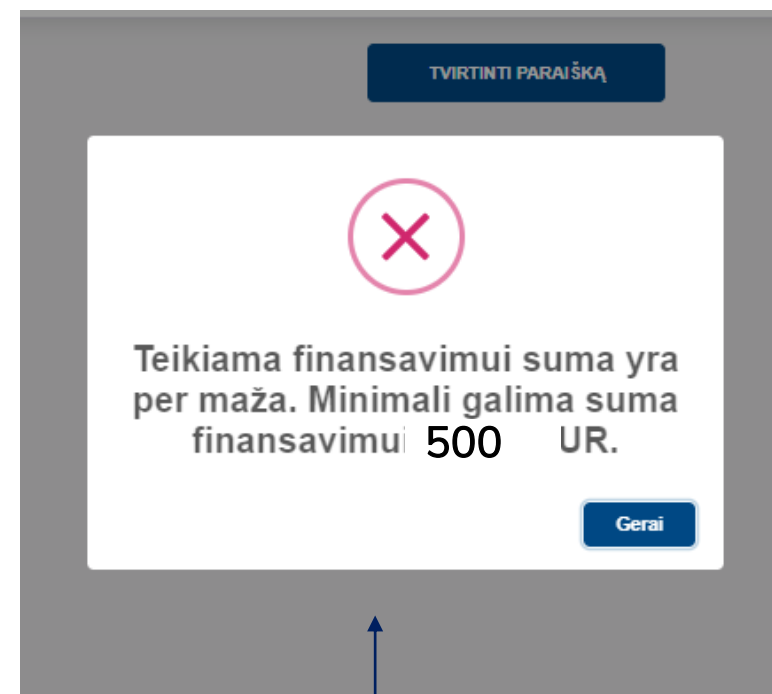 TVIRTINTI PARAIŠKĄ
Teikiama finansavimui suma yra
per maža. Minimali galima suma
finansavimui 500 UR.
Gerai